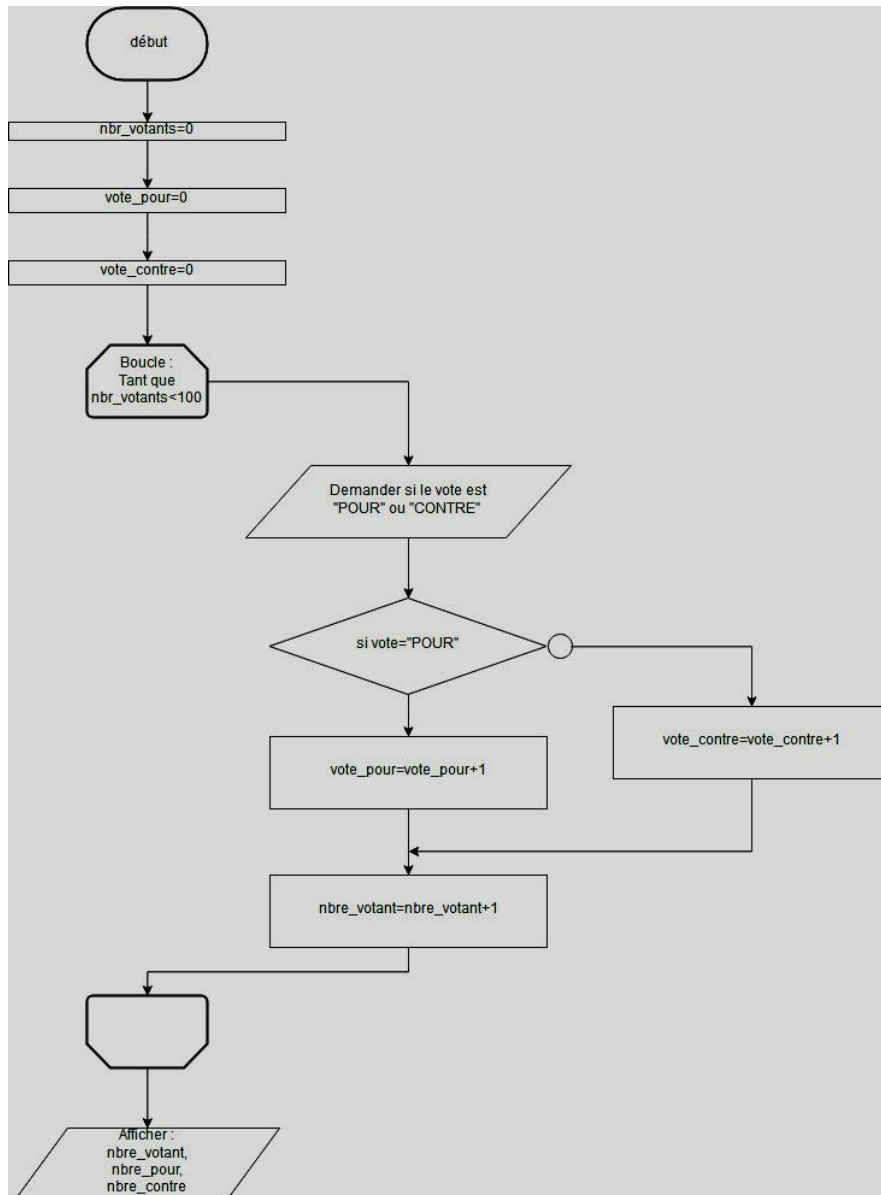 début
nbr_votants=0
vote_pour=0
vote_contre=0
Boucle :
Tant que
nbr_votants<100
Demander si le vote est
"POUR" ou "CONTRE"
si vote="POUR"
vote_contre=vote_contre+1
vote_pour=vote_pour+1
nbre_votant=nbre_votant+1
Afficher :
nbre_votant,
nbre_pour,
nbre_contre